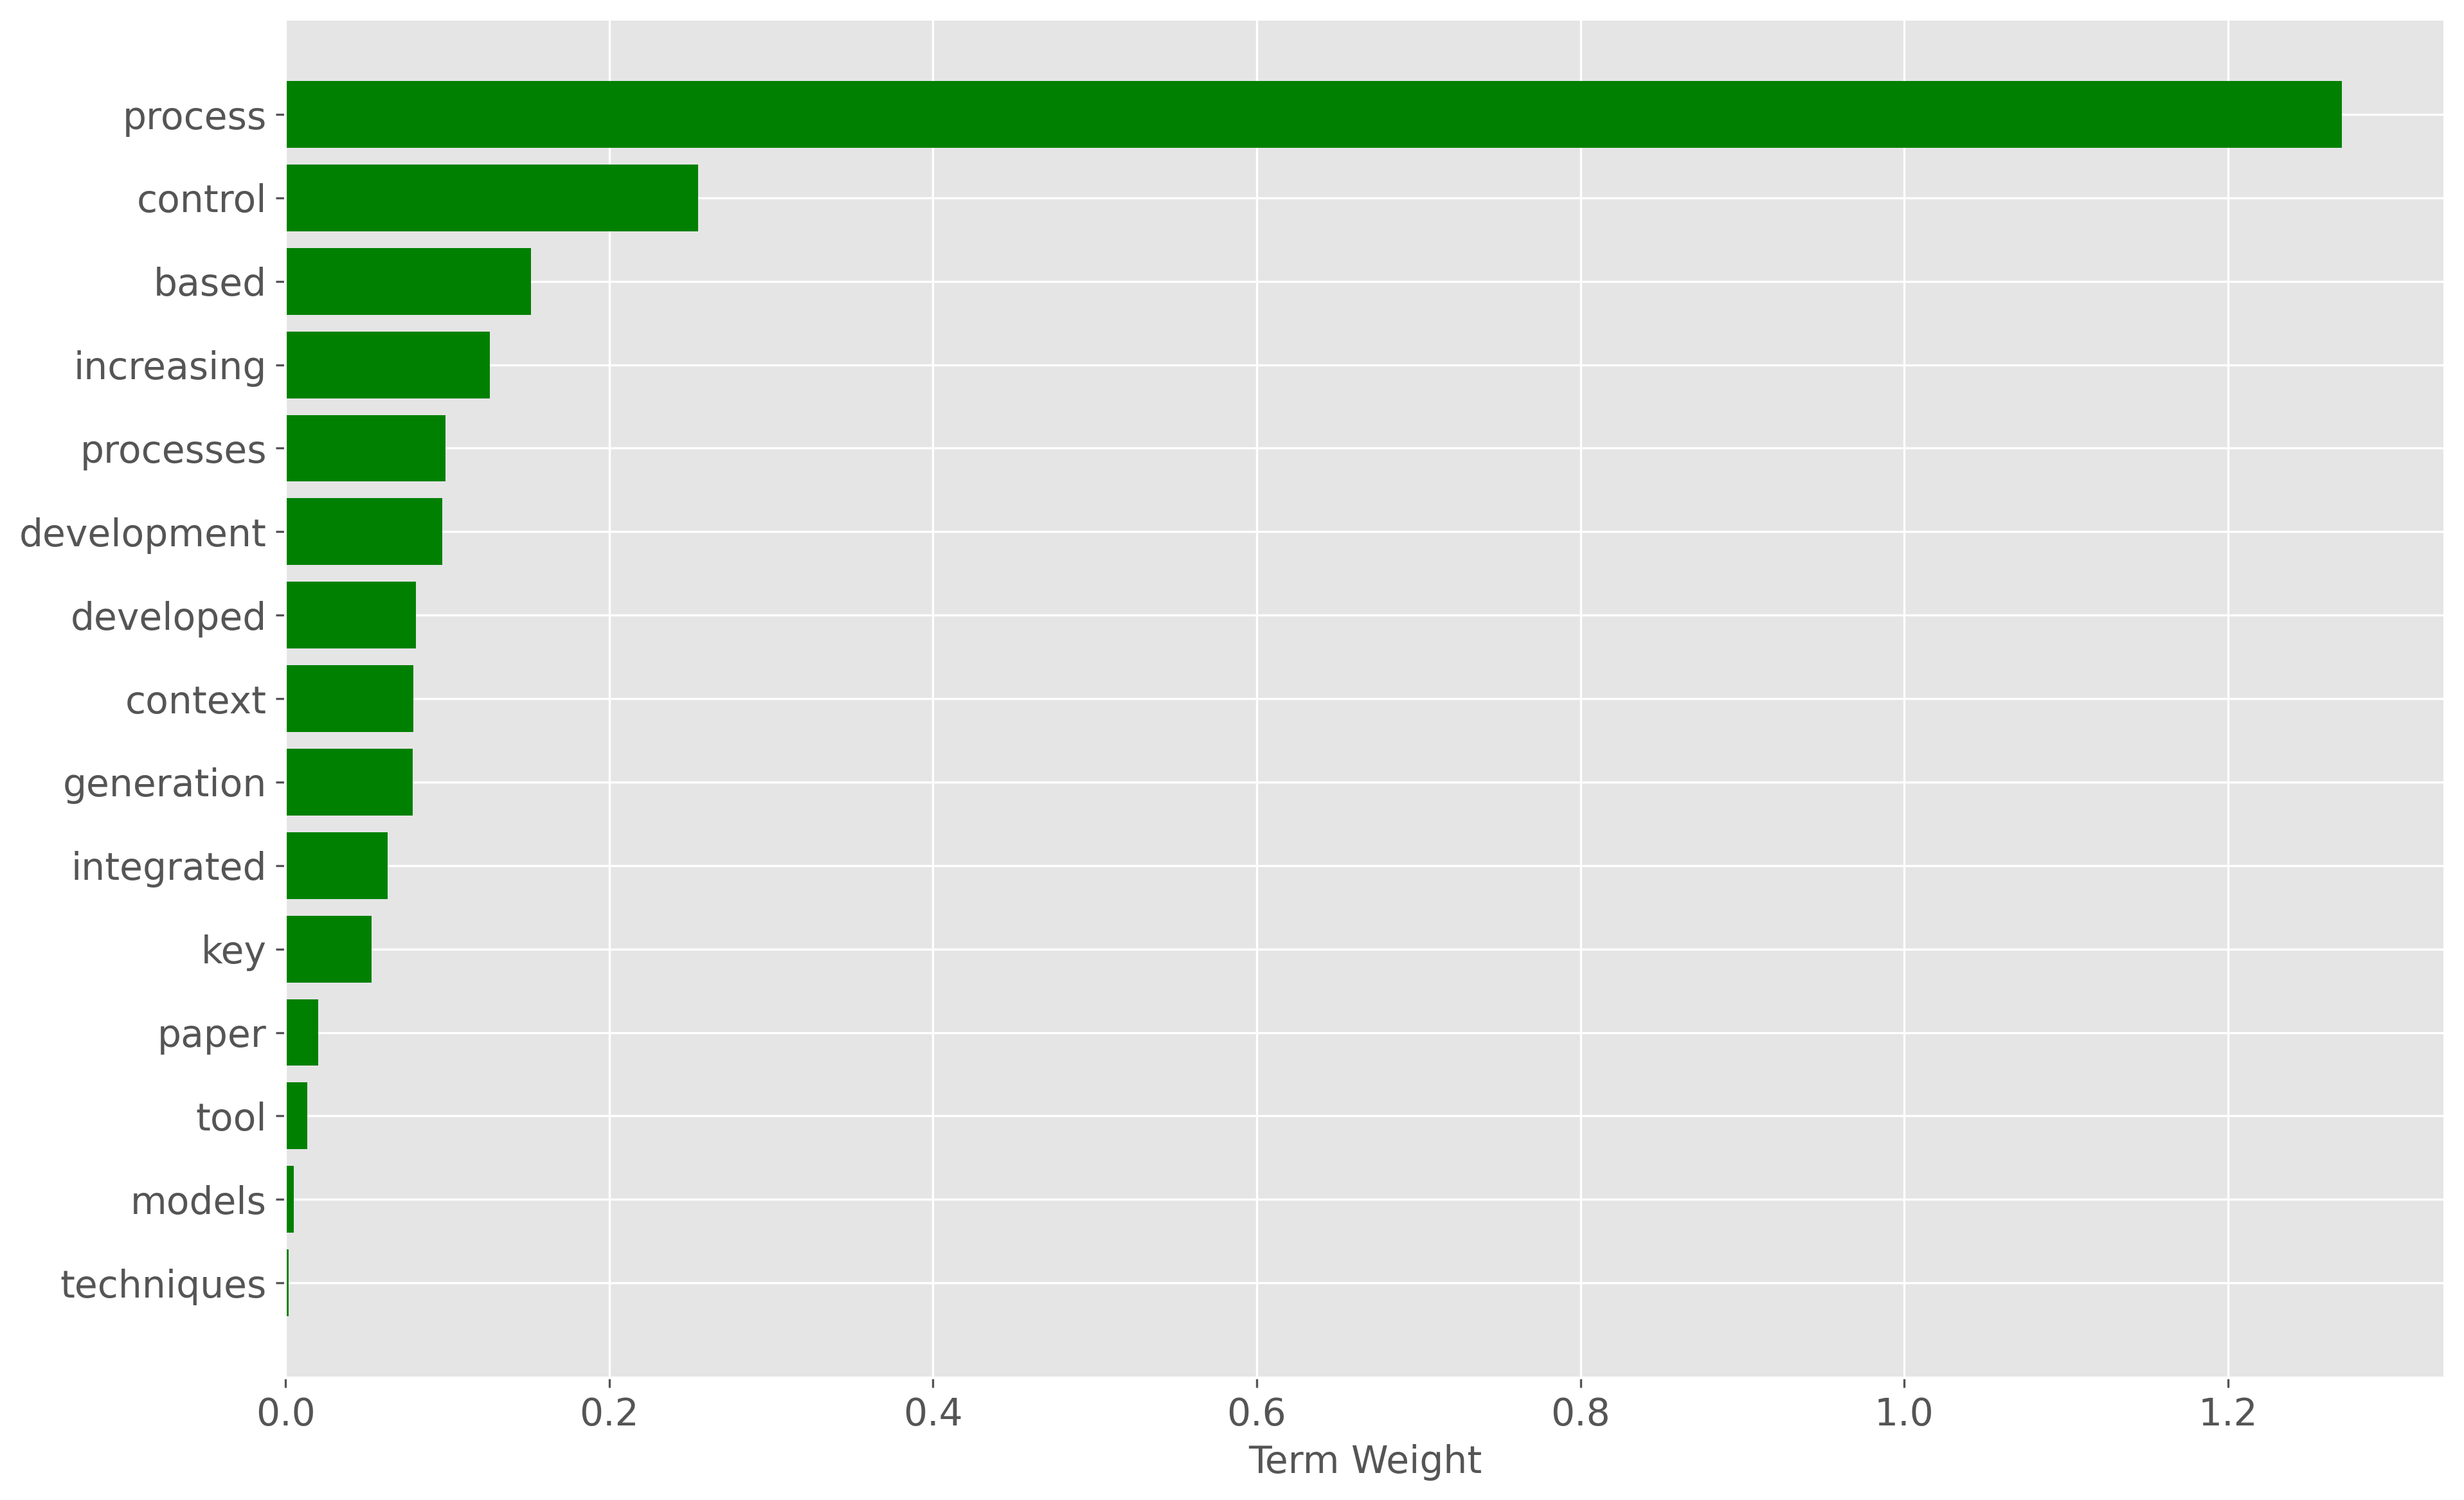 process
control
based
increasing
processes
development
developed
context
generation
integrated
key
paper
tool
models
techniques
0.0 0.2 0.4 0.6 0.8 1.0 1.2
Term Weight